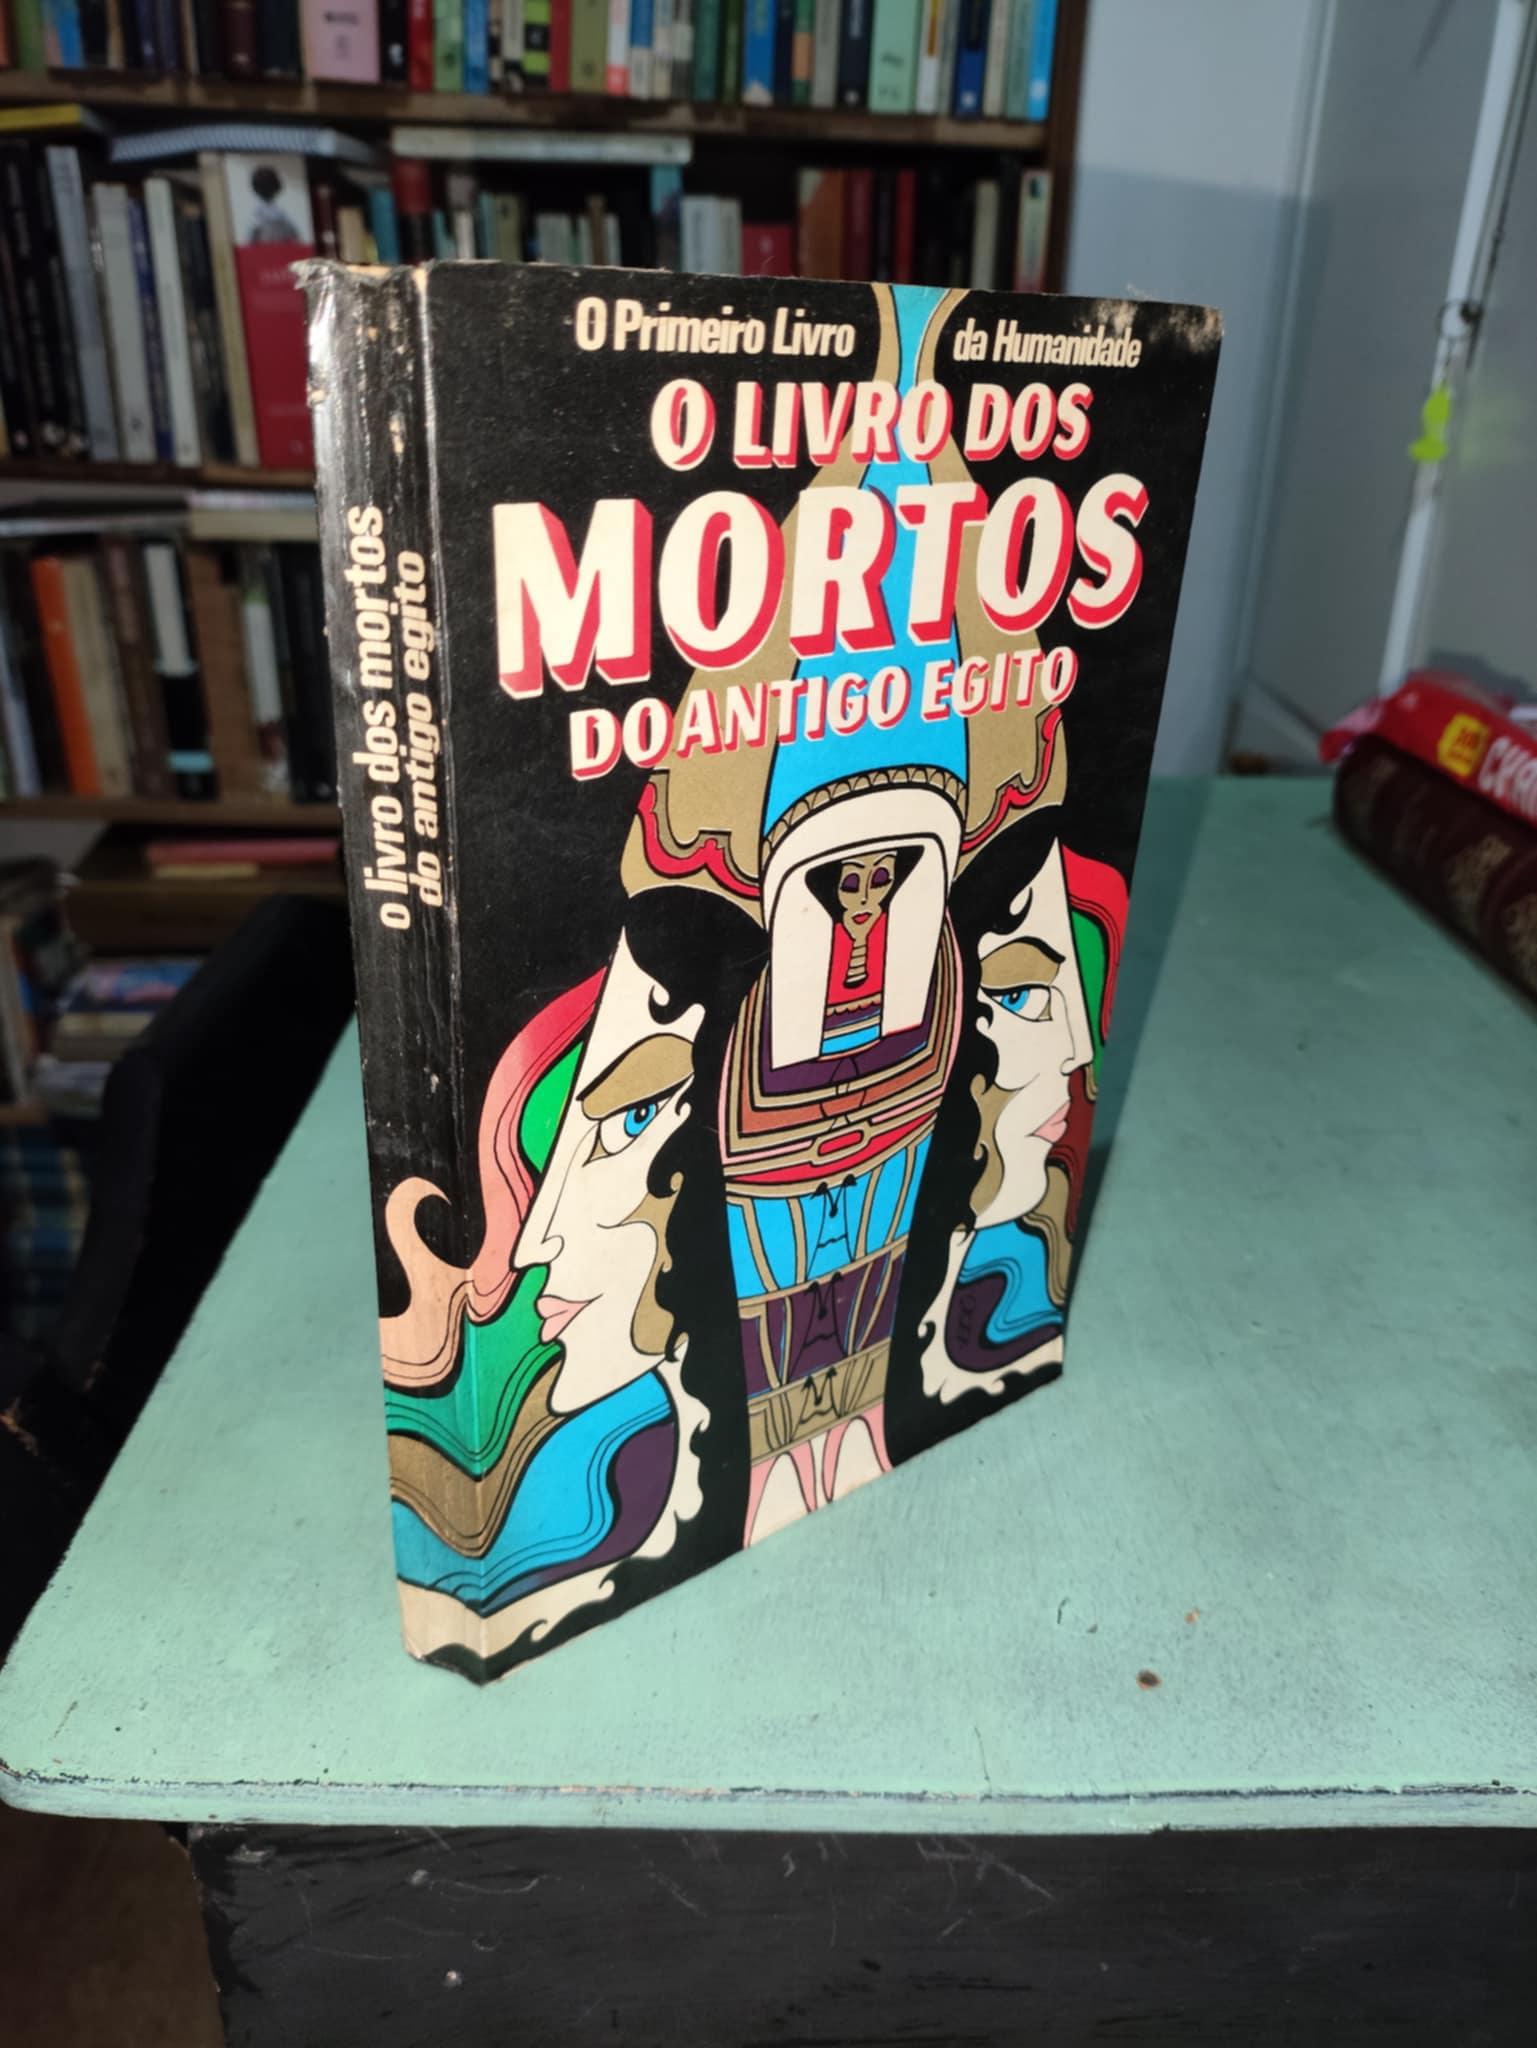 O Primeiro Livro da Humanidade
O LIVRO DOS
MORTOS
DO ANTIGO EGITO
o livro dos mortos
do antigo egito